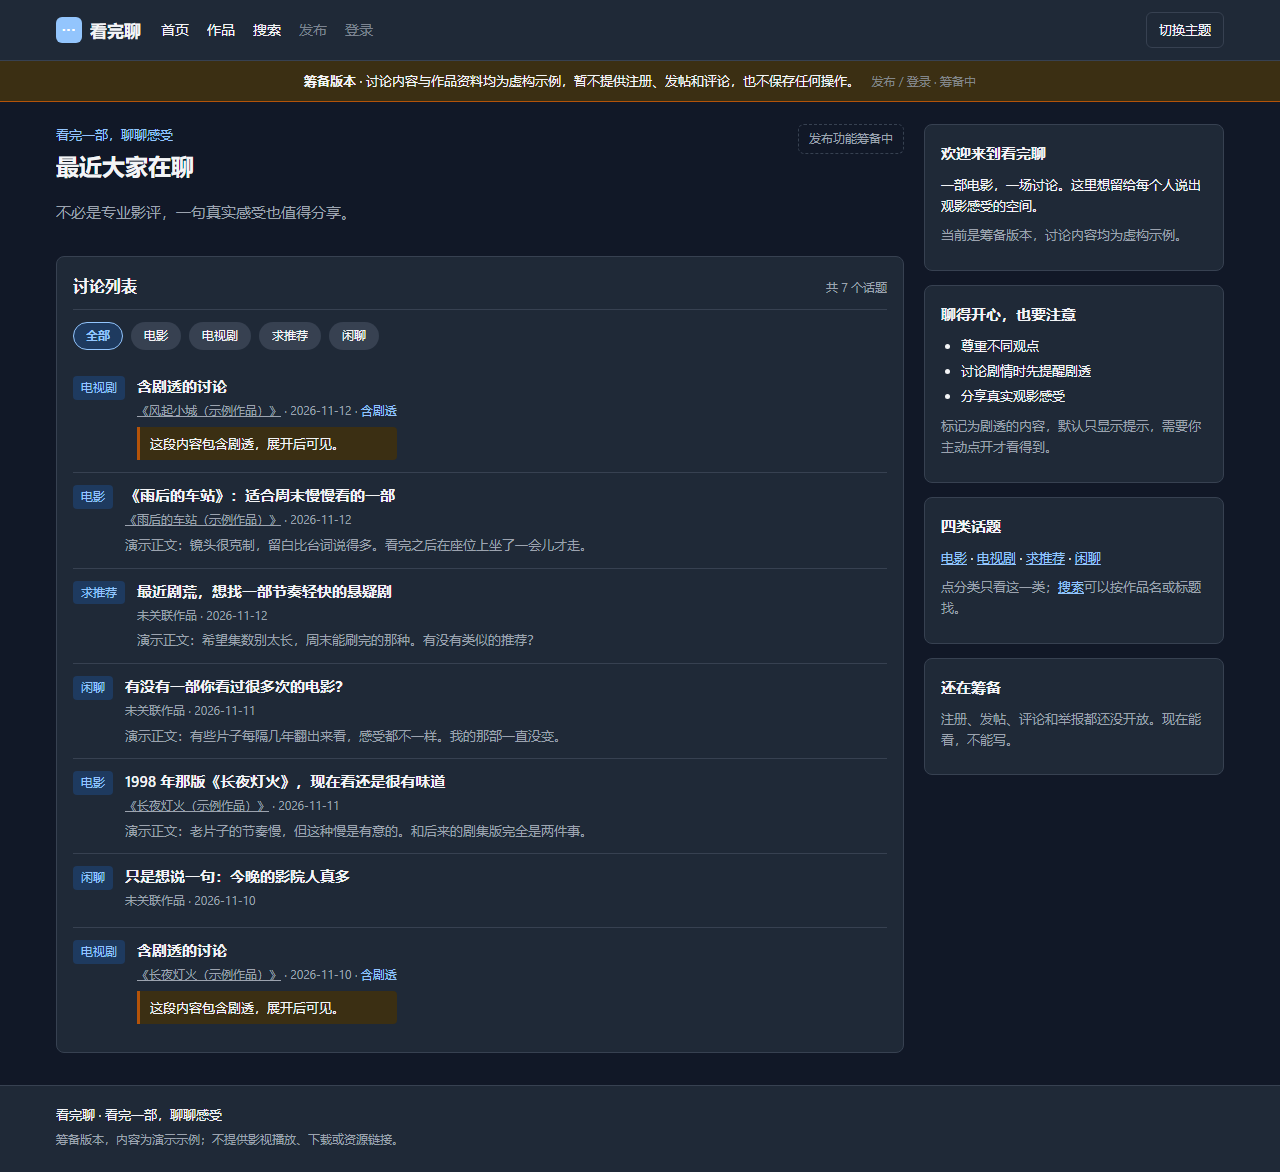 看完聊
首页 作品 搜索 发布 登录
切换主题
筹备版本 · 讨论内容与作品资料均为虚构示例，暂不提供注册、发帖和评论，也不保存任何操作。 发布 / 登录 · 筹备中
看完一部，聊聊感受
最近大家在聊
不必是专业影评，一句真实感受也值得分享。
发布功能筹备中
讨论列表
共 7 个话题
全部 电影 电视剧 求推荐 闲聊
电视剧 含剧透的讨论
《风起小城（示例作品）》 · 2026-11-12 · 含剧透
这段内容包含剧透，展开后可见。
电影 《雨后的车站》：适合周末慢慢看的一部
《雨后的车站（示例作品）》 · 2026-11-12
演示正文：镜头很克制，留白比台词说得多。看完之后在座位上坐了一会儿才走。
求推荐 最近剧荒，想找一部节奏轻快的悬疑剧
未关联作品 · 2026-11-12
演示正文：希望集数别太长，周末能刷完的那种。有没有类似的推荐？
闲聊 有没有一部你看过很多次的电影？
未关联作品 · 2026-11-11
演示正文：有些片子每隔几年翻出来看，感受都不一样。我的那部一直没变。
电影 1998 年那版《长夜灯火》，现在看还是很有味道
《长夜灯火（示例作品）》 · 2026-11-11
演示正文：老片子的节奏慢，但这种慢是有意的。和后来的剧集版完全是两件事。
闲聊 只是想说一句：今晚的影院人真多
未关联作品 · 2026-11-10
电视剧 含剧透的讨论
《长夜灯火（示例作品）》 · 2026-11-10 · 含剧透
这段内容包含剧透，展开后可见。
欢迎来到看完聊
一部电影，一场讨论。这里想留给每个人说出
观影感受的空间。
当前是筹备版本，讨论内容均为虚构示例。
聊得开心，也要注意
尊重不同观点
讨论剧情时先提醒剧透
分享真实观影感受
标记为剧透的内容，默认只显示提示，需要你
主动点开才看得到。
四类话题
电影 · 电视剧 · 求推荐 · 闲聊
点分类只看这一类；搜索可以按作品名或标题
找。
还在筹备
注册、发帖、评论和举报都还没开放。现在能
看，不能写。
看完聊 · 看完一部，聊聊感受
筹备版本，内容为演示示例；不提供影视播放、下载或资源链接。